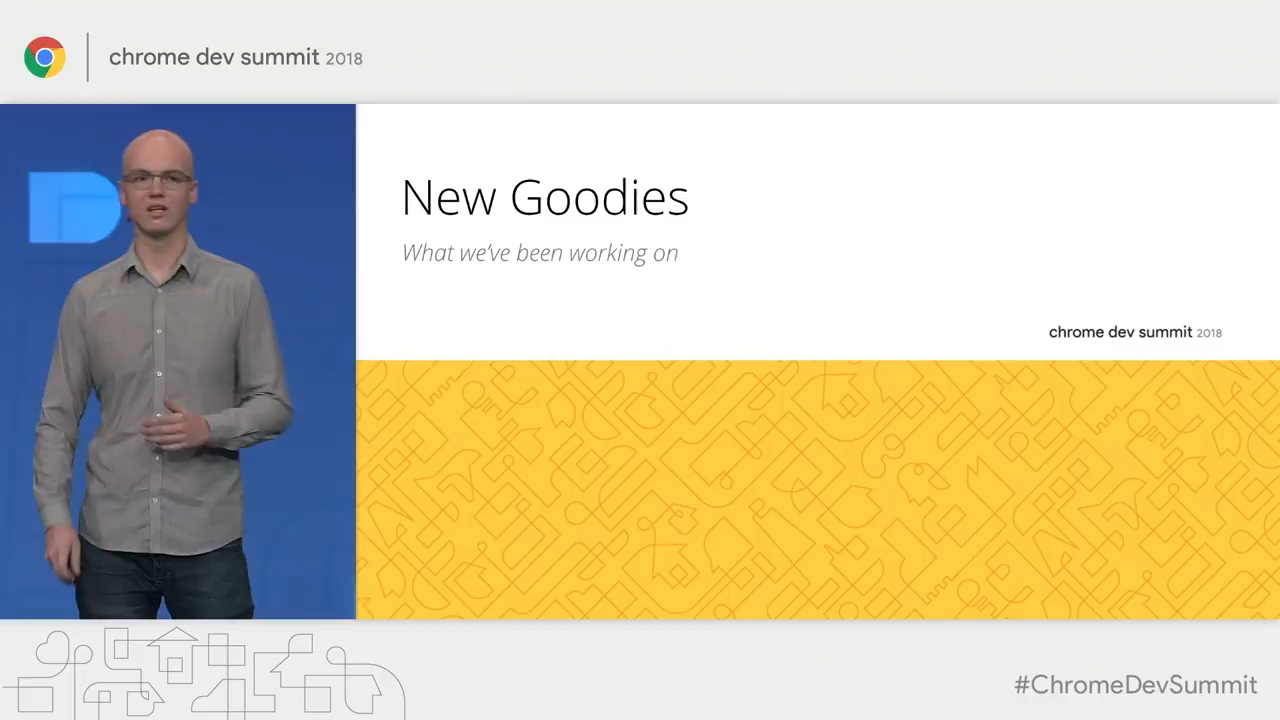 chrome dev summit 2018
New Goodies
What we've been working on
chrome dev summit 2018
#ChromeDevSummit